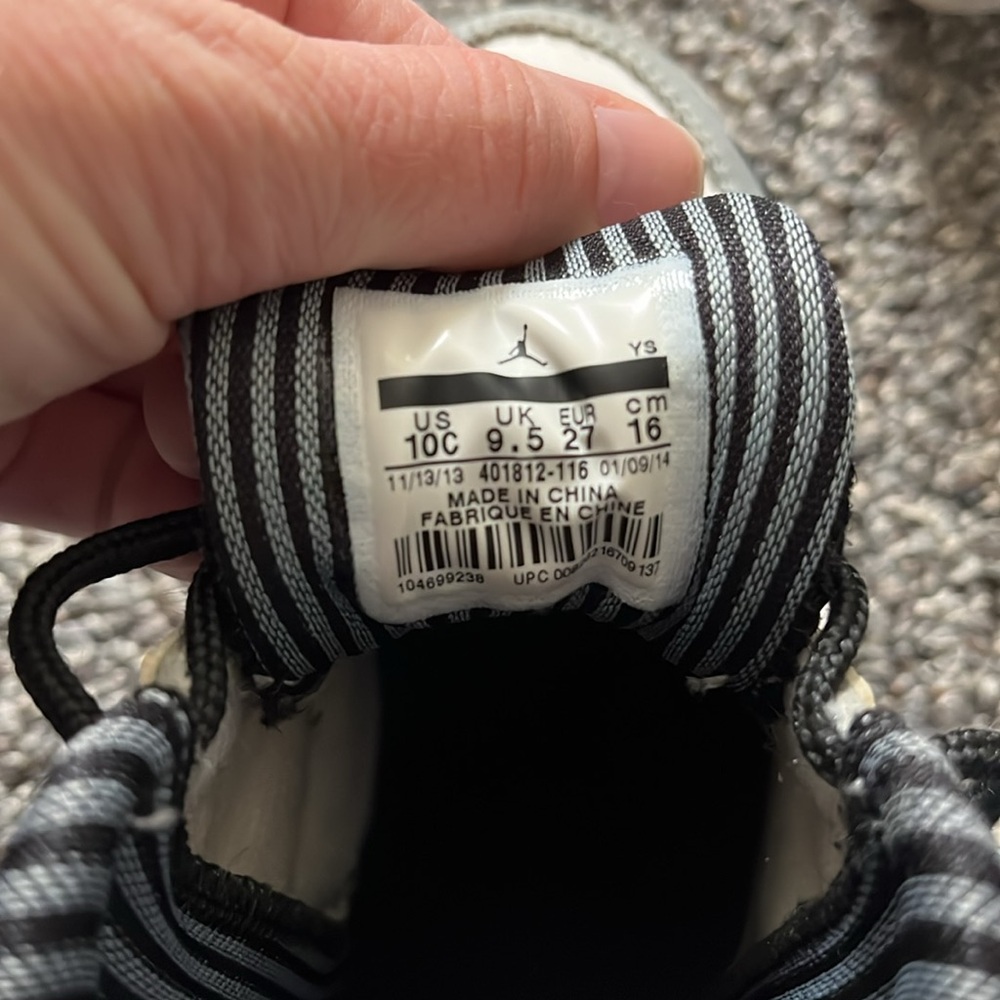 YS
US UK EUR cm
10C 9.5 27 16
11/13/13 401812-116 01/09/14
MADE IN CHINA
FABRIQUE EN CHINE
104699238 UPC